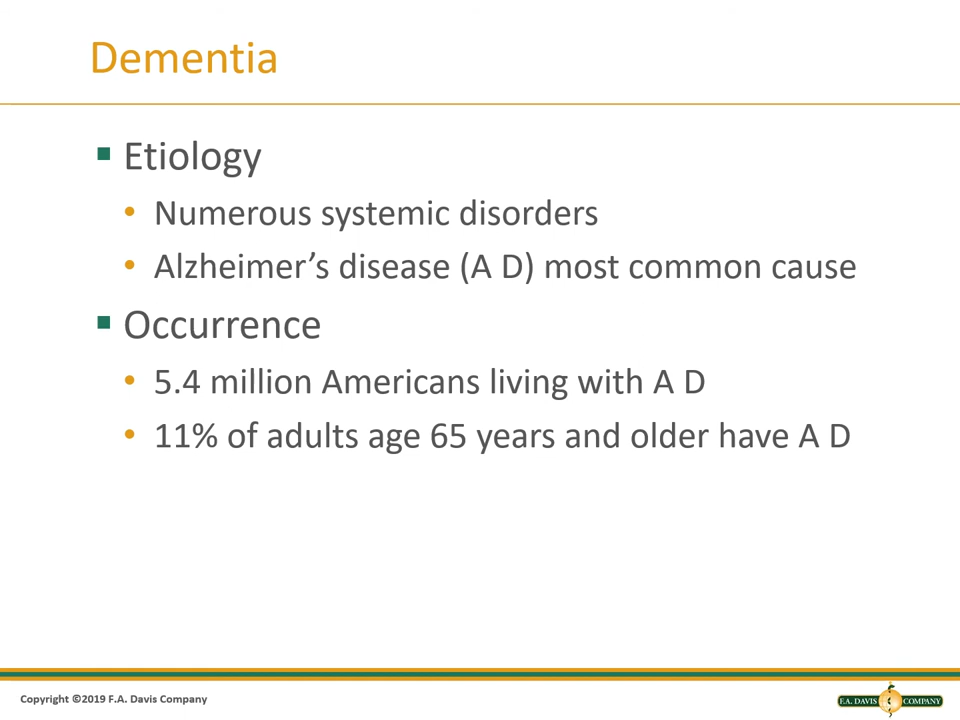 Dementia
▪ Etiology
• Numerous systemic disorders
• Alzheimer’s disease (A D) most common cause
▪ Occurrence
• 5.4 million Americans living with A D
• 11% of adults age 65 years and older have A D
Copyright ©2019 F.A. Davis Company
F.A. DAVIS COMPANY